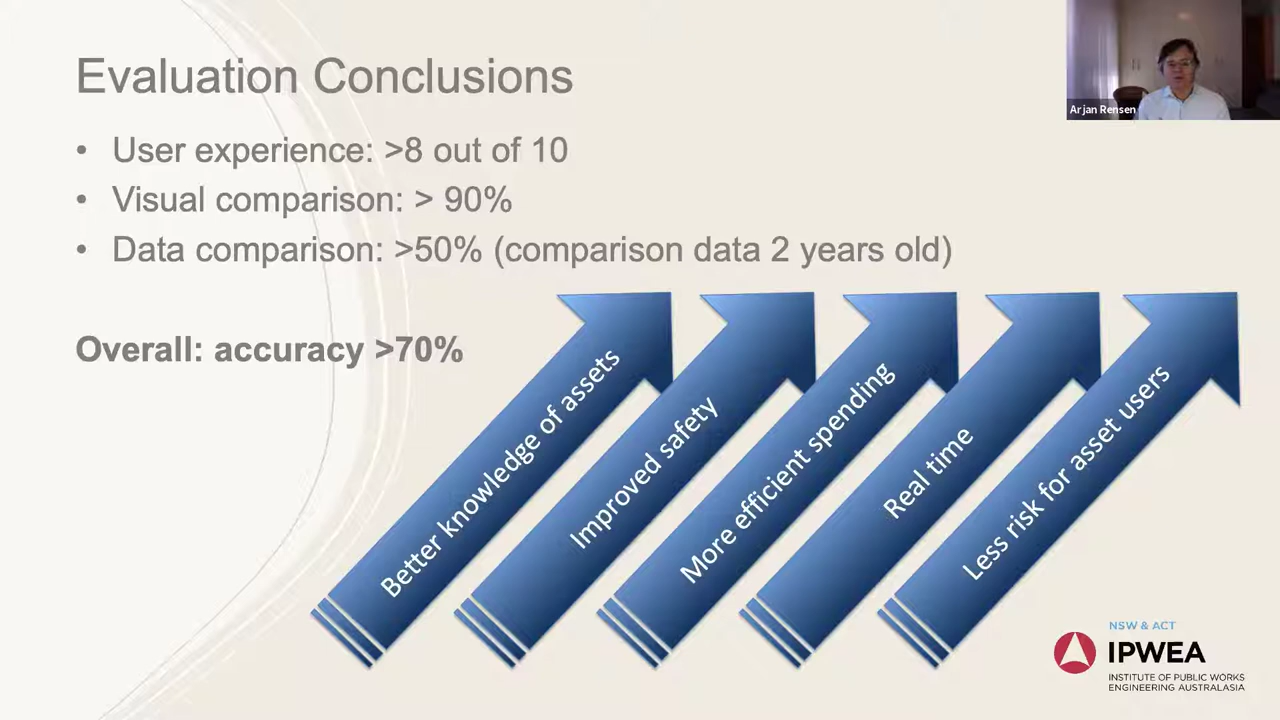 Evaluation Conclusions
Arjan Rensen
• User experience: >8 out of 10
• Visual comparison: > 90%
• Data comparison: >50% (comparison data 2 years old)
Overall: accuracy >70%
Better knowledge of assets
Improved safety
More efficient spending
Real time
Less risk for asset users
NSW & ACT
IPWEA
INSTITUTE OF PUBLIC WORKS
ENGINEERING AUSTRALASIA